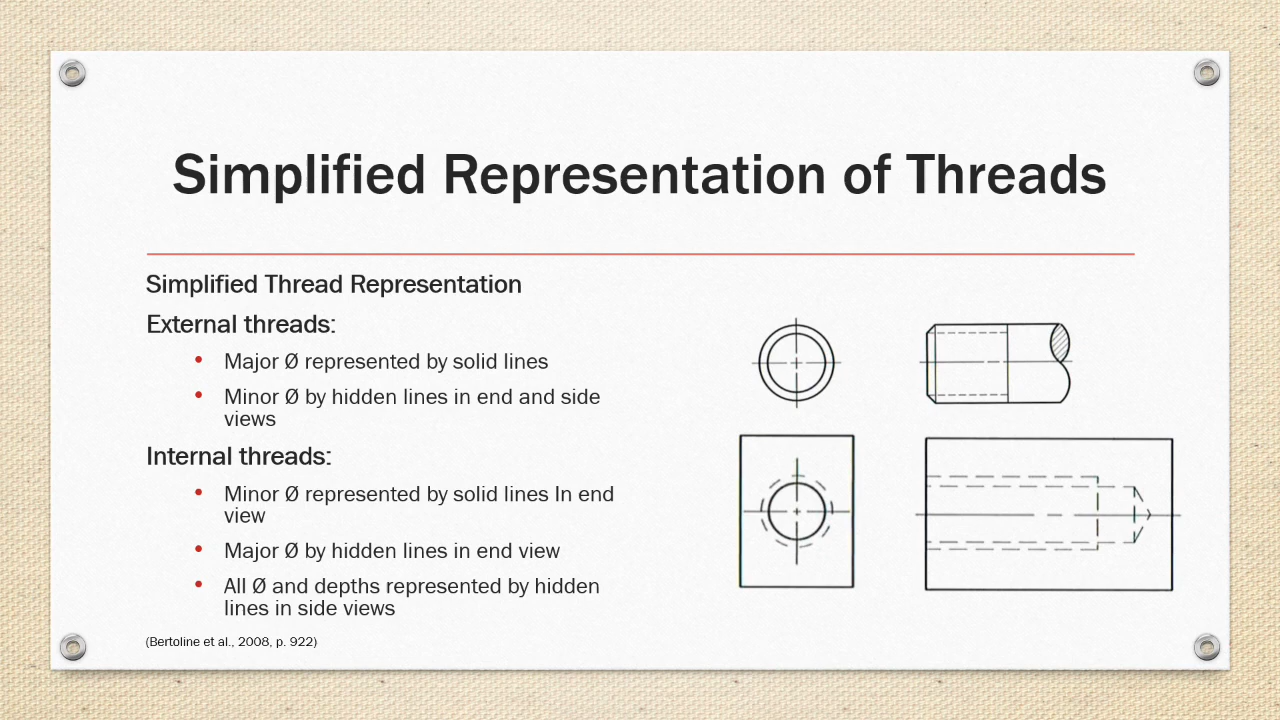 Simplified Representation of Threads
Simplified Thread Representation
External threads:
• Major Ø represented by solid lines
• Minor Ø by hidden lines in end and side
views
Internal threads:
• Minor Ø represented by solid lines In end
view
• Major Ø by hidden lines in end view
• All Ø and depths represented by hidden
lines in side views
(Bertoline et al., 2008, p. 922)